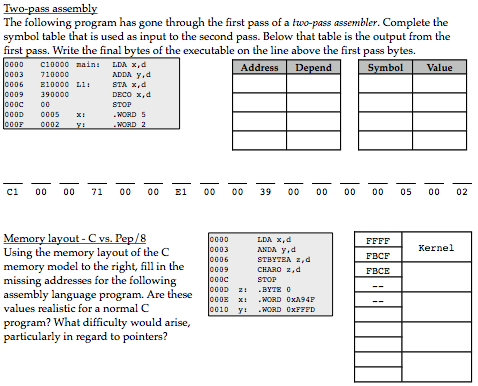 Two-pass assembly
The following program has gone through the first pass of a two-pass assembler. Complete the
symbol table that is used as input to the second pass. Below that table is the output from the
first pass. Write the final bytes of the executable on the line above the first pass bytes.
0000 C10000 main: LDA x,d
0003 710000 ADDA y,d
0006 E10000 L1: STA x,d
0009 390000 DECO x,d
000C 00 STOP
000D 0005 x: .WORD 5
000F 0002 y: .WORD 2
Address Depend
Symbol Value
C1 00 00 71 00 00 E1 00 00 39 00 00 00 00 05 00 02
Memory layout - C vs. Pep/8
Using the memory layout of the C
memory model to the right, fill in the
missing addresses for the following
assembly language program. Are these
values realistic for a normal C
program? What difficulty would arise,
particularly in regard to pointers?
0000 LDA x,d
0003 ANDA y,d
0006 STBYTEA z,d
0009 CHARO z,d
000C STOP
000D z: .BYTE 0
000E x: .WORD 0xA94F
0010 y: .WORD 0xFFFD
FFFF
Kernel
FBCF
FBCE
--
--